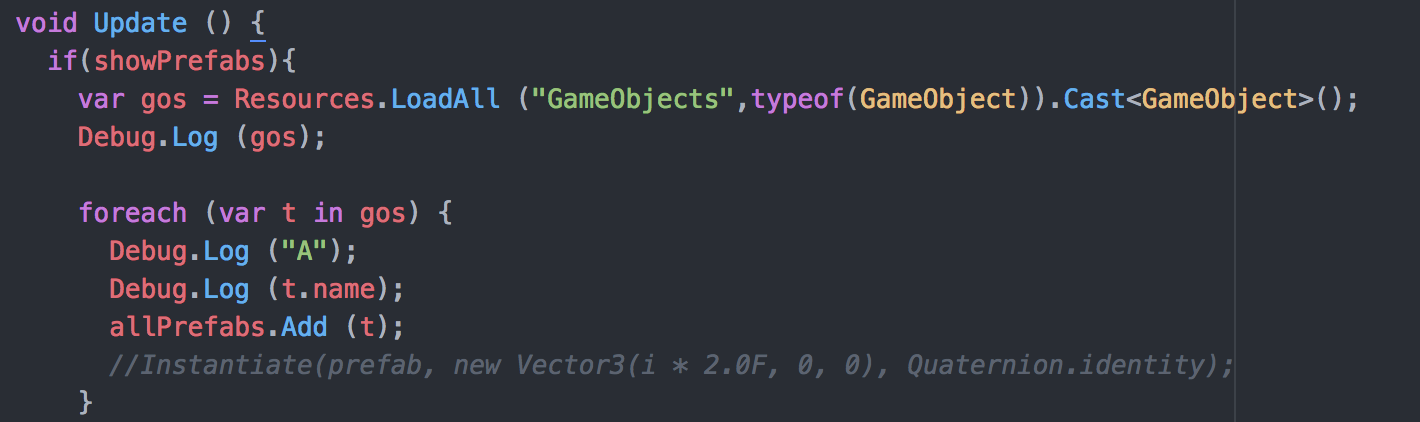 void Update () {
  if(showPrefabs){
    var gos = Resources.LoadAll ("GameObjects",typeof(GameObject)).Cast<GameObject>();
    Debug.Log (gos);

    foreach (var t in gos) {
      Debug.Log ("A");
      Debug.Log (t.name);
      allPrefabs.Add (t);
      //Instantiate(prefab, new Vector3(i * 2.0F, 0, 0), Quaternion.identity);
    }